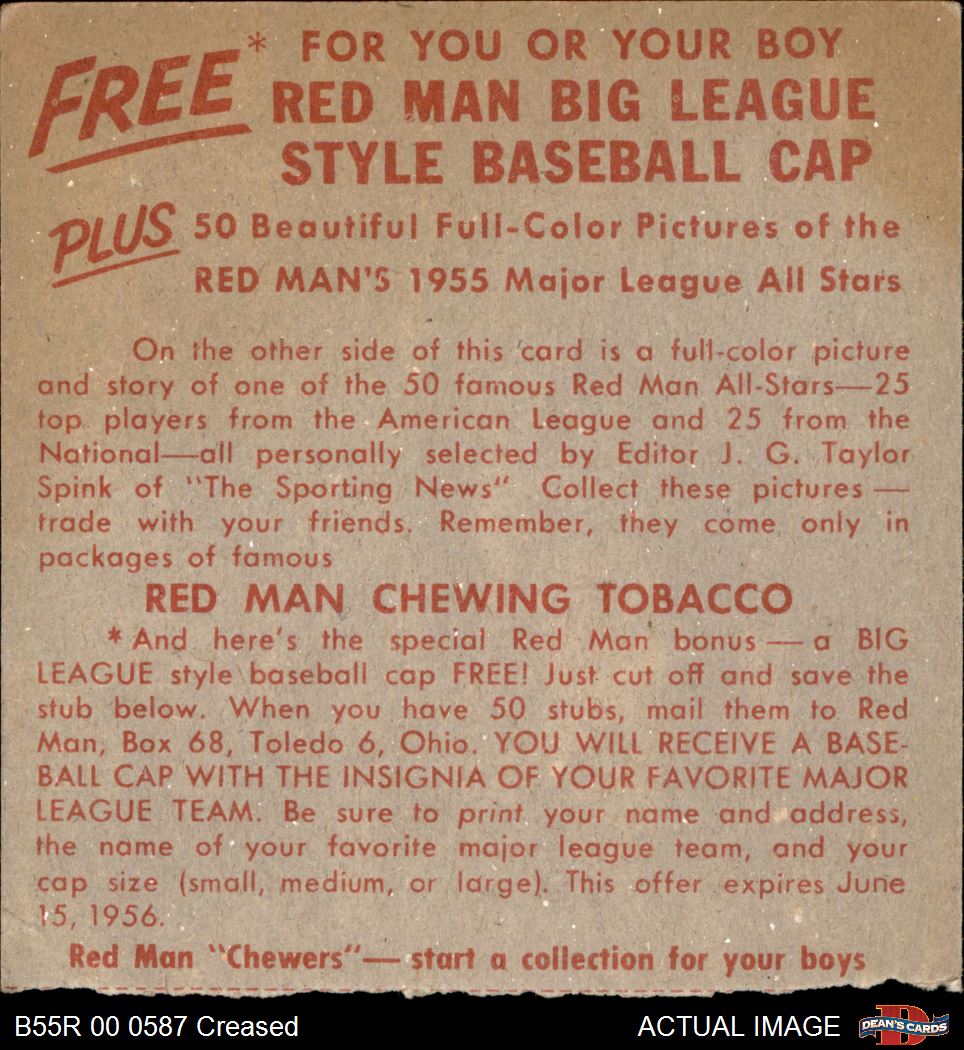 FREE* FOR YOU OR YOUR BOY
RED MAN BIG LEAGUE
STYLE BASEBALL CAP
PLUS 50 Beautiful Full-Color Pictures of the
RED MAN'S 1955 Major League All Stars
On the other side of this card is a full-color picture
and story of one of the 50 famous Red Man All-Stars—25
top players from the American League and 25 from the
National—all personally selected by Editor J. G. Taylor
Spink of "The Sporting News" Collect these pictures —
trade with your friends. Remember, they come only in
packages of famous
RED MAN CHEWING TOBACCO
*And here's the special Red Man bonus — a BIG
LEAGUE style baseball cap FREE! Just cut off and save the
stub below. When you have 50 stubs, mail them to Red
Man, Box 68, Toledo 6, Ohio. YOU WILL RECEIVE A BASE-
BALL CAP WITH THE INSIGNIA OF YOUR FAVORITE MAJOR
LEAGUE TEAM. Be sure to print your name and address,
the name of your favorite major league team, and your
cap size (small, medium, or large). This offer expires June
15, 1956.
Red Man "Chewers"— start a collection for your boys
B55R 00 0587 Creased ACTUAL IMAGE DEAN'S CARDS